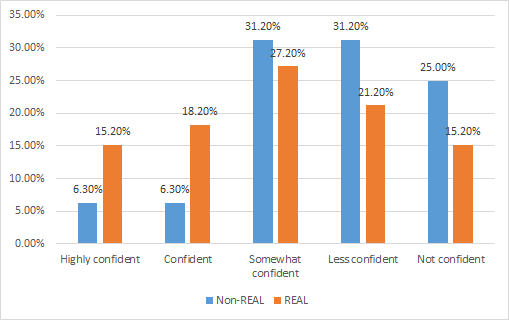 35.00%
30.00%
25.00%
20.00%
15.00%
10.00%
5.00%
0.00%
6.30%
15.20%
6.30%
18.20%
31.20%
27.20%
31.20%
21.20%
25.00%
15.20%
Highly confident
Confident
Somewhat
confident
Less confident
Not confident
Non-REAL
REAL